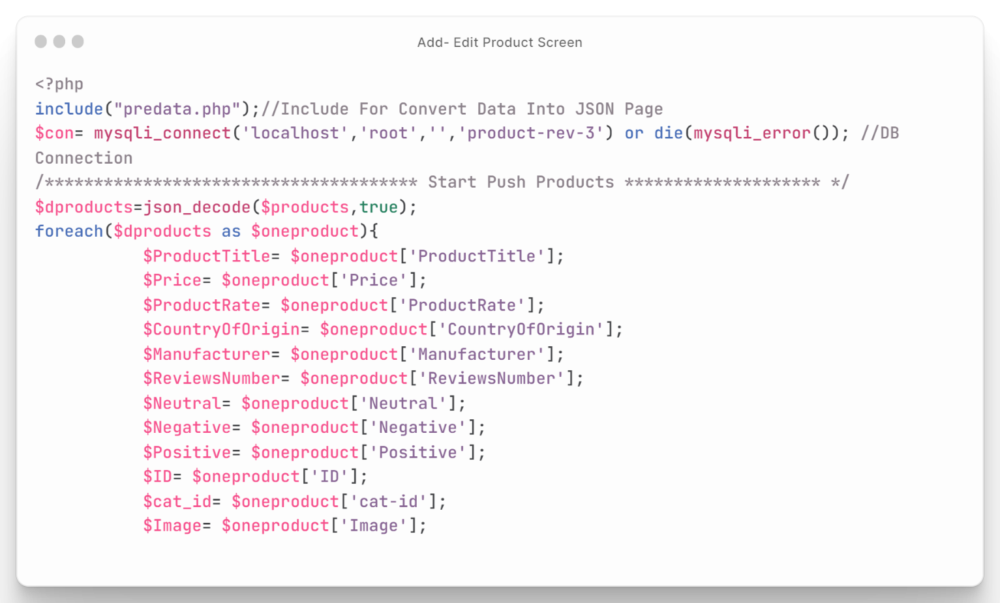 Add- Edit Product Screen
<?php
include("predata.php");//Include For Convert Data Into JSON Page
$con= mysqli_connect('localhost','root','','product-rev-3') or die(mysqli_error()); //DB
Connection
/************************************** Start Push Products ******************** */
$dproducts=json_decode($products,true);
foreach($dproducts as $oneproduct){
$ProductTitle= $oneproduct['ProductTitle'];
$Price= $oneproduct['Price'];
$ProductRate= $oneproduct['ProductRate'];
$CountryOfOrigin= $oneproduct['CountryOfOrigin'];
$Manufacturer= $oneproduct['Manufacturer'];
$ReviewsNumber= $oneproduct['ReviewsNumber'];
$Neutral= $oneproduct['Neutral'];
$Negative= $oneproduct['Negative'];
$Positive= $oneproduct['Positive'];
$ID= $oneproduct['ID'];
$cat_id= $oneproduct['cat-id'];
$Image= $oneproduct['Image'];